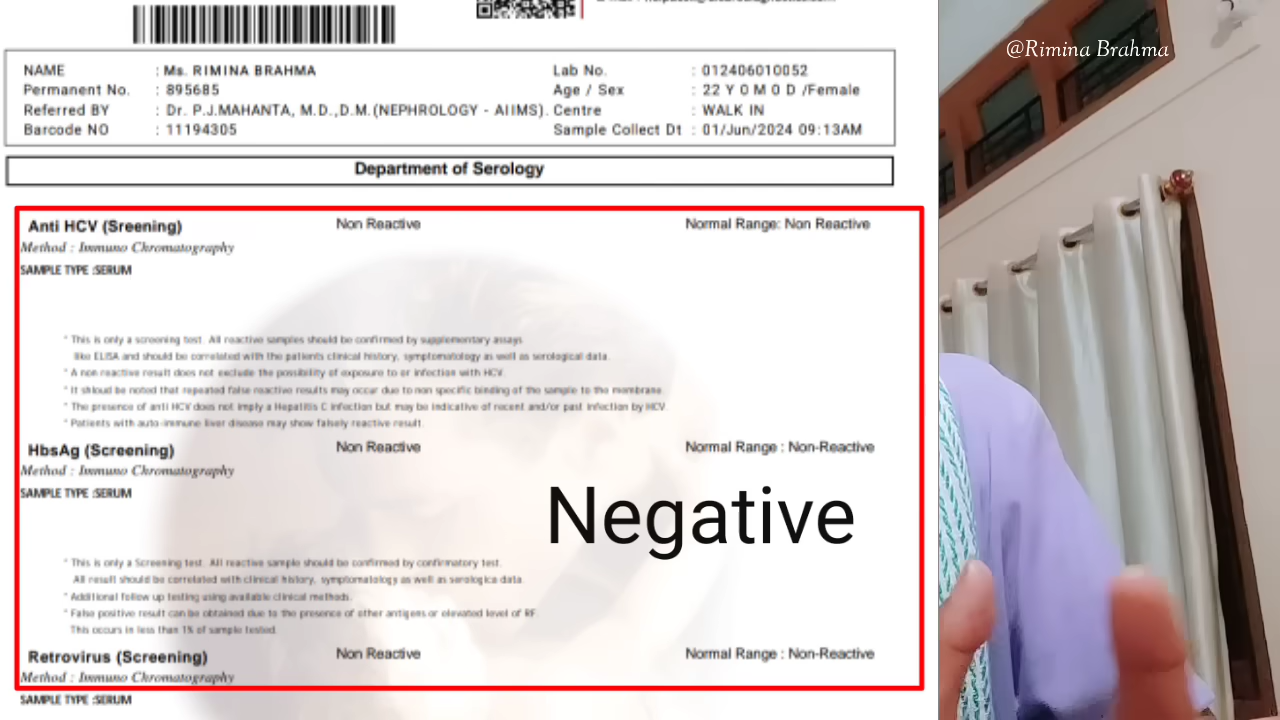 @Rimina Brahma
NAME : Ms. RIMINA BRAHMA Lab No. : 012406010052
Permanent No. : 895685 Age / Sex : 22 Y 0 M 0 D /Female
Referred BY : Dr. P.J.MAHANTA, M.D.,D.M.(NEPHROLOGY - AIIMS). Centre : WALK IN
Barcode NO : 11194305 Sample Collect Dt : 01/Jun/2024 09:13AM
Department of Serology
Anti HCV (Sreening) Non Reactive Normal Range: Non Reactive
Method : Immuno Chromatography
SAMPLE TYPE :SERUM
* This is only a screening test. All reactive samples should be confirmed by supplementary assays
like ELISA and should be correlated with the patients clinical history, symptomatology as well as serological data.
* A non reactive result does not exclude the possibility of exposure to or infection with HCV.
* It shloud be noted that repeated false reactive results may occur due to non specific binding of the sample to the membrane.
* The presence of anti HCV does not imply a Hepatitis C infection but may be indicative of recent and/or past infection by HCV.
* Patients with auto-immune liver disease may show falsely reactive result.
HbsAg (Screening) Non Reactive Normal Range : Non-Reactive
Method : Immuno Chromatography
SAMPLE TYPE :SERUM
Negative
* This is only a Screening test. All reactive sample should be confirmed by confirmatory test.
All result should be correlated with clinical history, symptomatology as well as serologica data.
* Additional follow up testing using available clinical methods.
* False positive result can be obtained due to the presence of other antigens or elevated level of RF.
This occurs in less than 1% of sample tested.
Retrovirus (Screening) Non Reactive Normal Range : Non-Reactive
Method : Immuno Chromatography
SAMPLE TYPE :SERUM